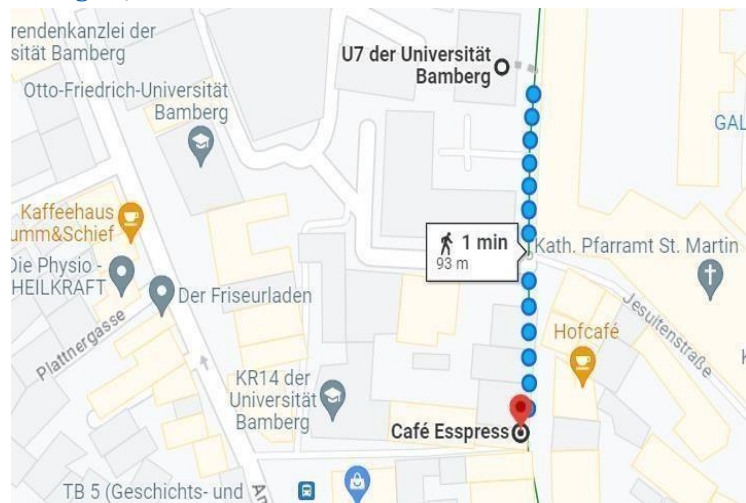 rendenkanzlei der
sität Bamberg
U7 der Universität
Bamberg
Otto-Friedrich-Universität
Bamberg
GAL
Kaffeehaus
umm&Schief
1 min
93 m
Kath. Pfarramt St. Martin
Die Physio -
HEILKRAFT
Der Friseurladen
Jesuitenstraße
Plattnergasse
Hofcafé
KR14 der
Universität
Bamberg
Café Esspress
TB 5 (Geschichts- und